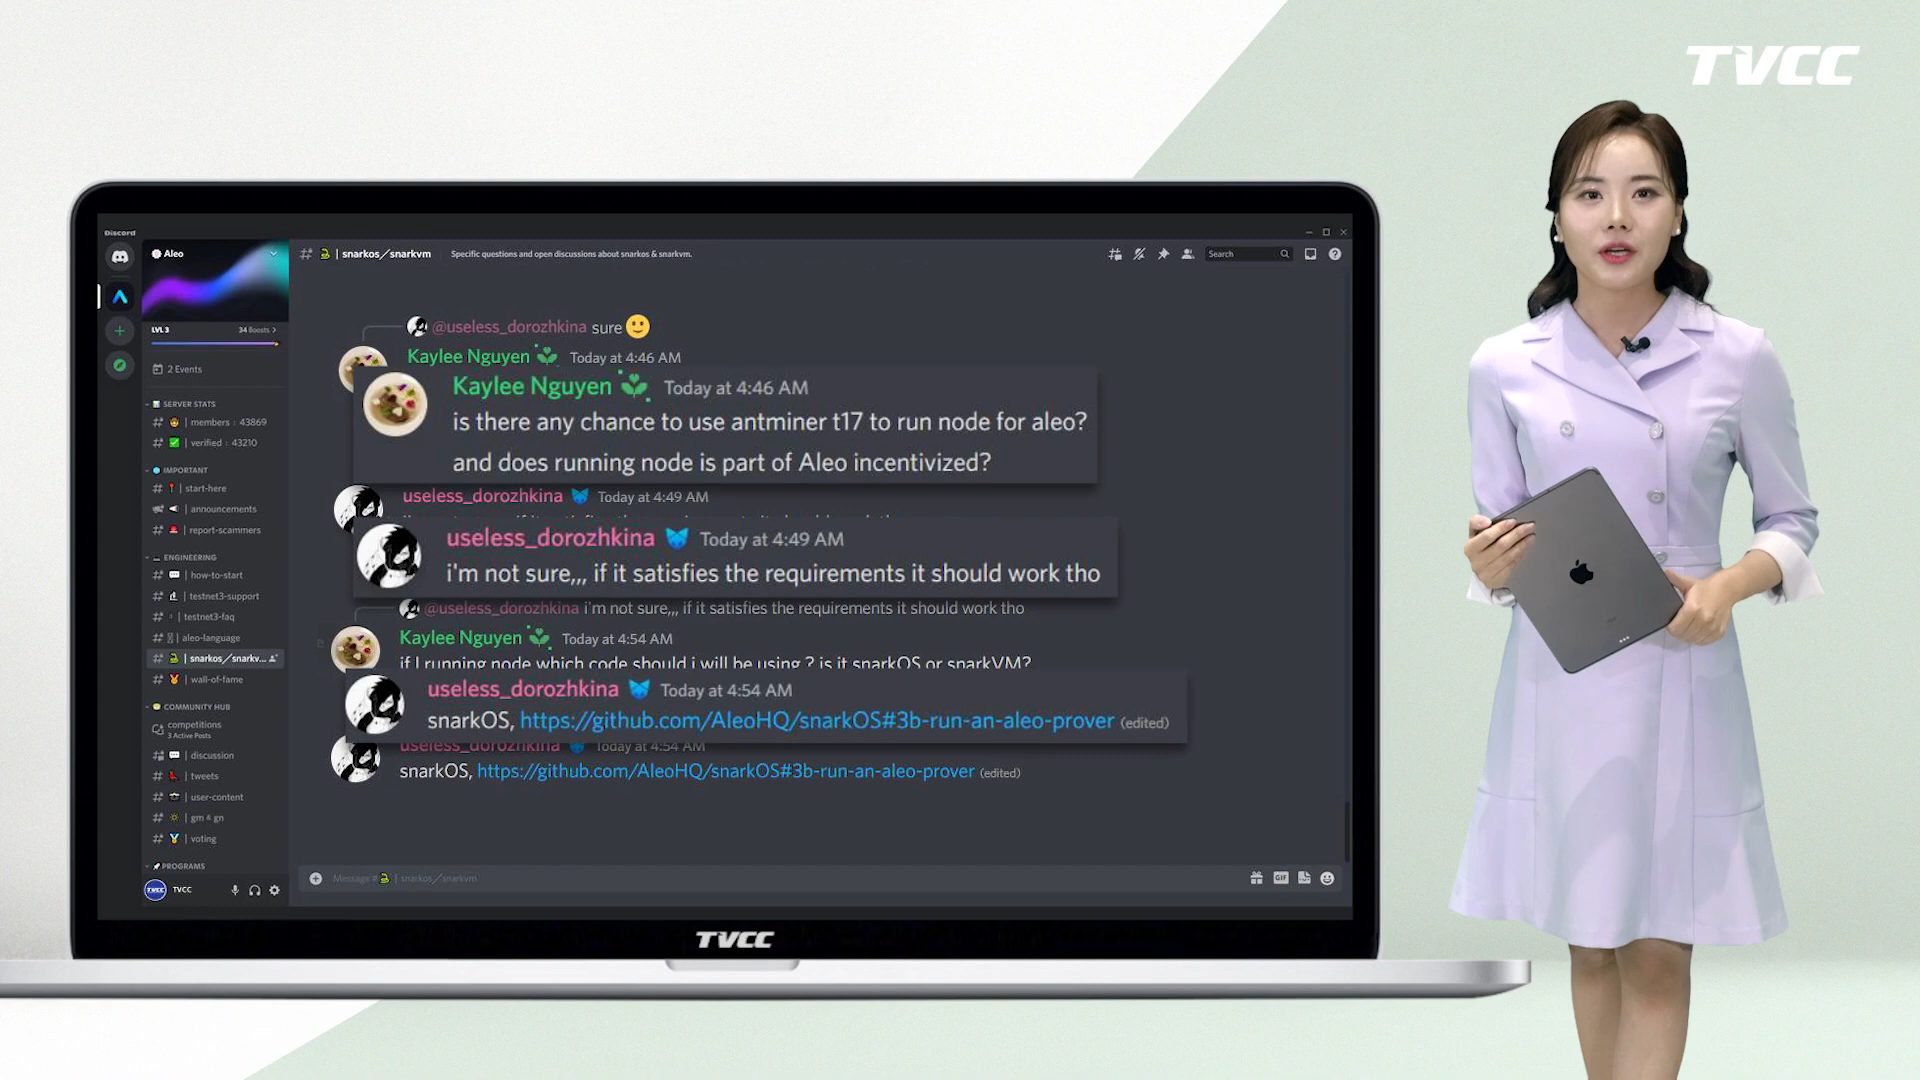 TVCC
Discord
Aleo
LVL 3
34 Boosts
2 Events
SERVER STATS
members : 43869
verified : 43210
IMPORTANT
start-here
announcements
report-scammers
ENGINEERING
how-to-start
testnet3-support
testnet3-faq
aleo-language
snarkos/snarkv...
wall-of-fame
COMMUNITY HUB
competitions
3 Active Posts
discussion
tweets
user-content
gm & gn
voting
PROGRAMS
TVCC
TVCC
snarkos/snarkvm
Specific questions and open discussions about snarkos & snarkvm.
Search
@useless_dorozhkina sure
Kaylee Nguyen Today at 4:46 AM
Kaylee Nguyen Today at 4:46 AM
is there any chance to use antminer t17 to run node for aleo?
and does running node is part of Aleo incentivized?
useless_dorozhkina Today at 4:49 AM
useless_dorozhkina Today at 4:49 AM
i'm not sure,,, if it satisfies the requirements it should work tho
@useless_dorozhkina i'm not sure,,, if it satisfies the requirements it should work tho
Kaylee Nguyen Today at 4:54 AM
if I running node which code should i will be using ? is it snarkOS or snarkVM?
useless_dorozhkina Today at 4:54 AM
snarkOS, https://github.com/AleoHQ/snarkOS#3b-run-an-aleo-prover (edited)
useless_dorozhkina Today at 4:54 AM
snarkOS, https://github.com/AleoHQ/snarkOS#3b-run-an-aleo-prover (edited)
Message # | snarkos/snarkvm
GIF
TVCC